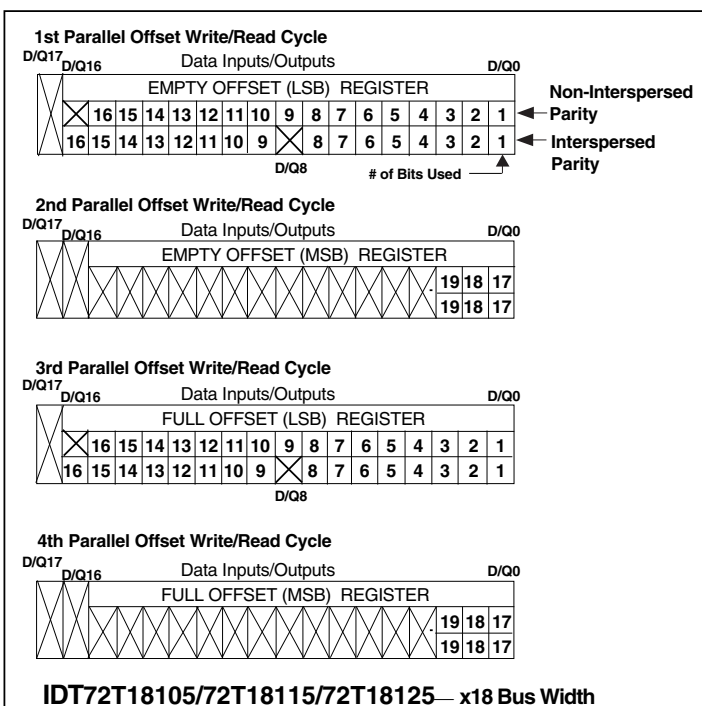 1st Parallel Offset Write/Read Cycle
D/Q17 D/Q16 Data Inputs/Outputs D/Q0
EMPTY OFFSET (LSB) REGISTER
16 15 14 13 12 11 10 9 8 7 6 5 4 3 2 1 Non-Interspersed Parity
16 15 14 13 12 11 10 9 8 7 6 5 4 3 2 1 Interspersed Parity
D/Q8 # of Bits Used
2nd Parallel Offset Write/Read Cycle
D/Q17 D/Q16 Data Inputs/Outputs D/Q0
EMPTY OFFSET (MSB) REGISTER
19 18 17
19 18 17
3rd Parallel Offset Write/Read Cycle
D/Q17 D/Q16 Data Inputs/Outputs D/Q0
FULL OFFSET (LSB) REGISTER
16 15 14 13 12 11 10 9 8 7 6 5 4 3 2 1
16 15 14 13 12 11 10 9 8 7 6 5 4 3 2 1
D/Q8
4th Parallel Offset Write/Read Cycle
D/Q17 D/Q16 Data Inputs/Outputs D/Q0
FULL OFFSET (MSB) REGISTER
19 18 17
19 18 17
IDT72T18105/72T18115/72T18125— x18 Bus Width